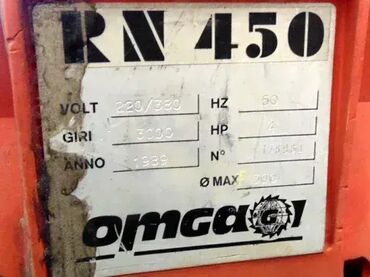 RN 450
VOLT 220/380 HZ 50
GIRI 3000 HP 4
ANNO 1989 N°
Ø MAX
omga G